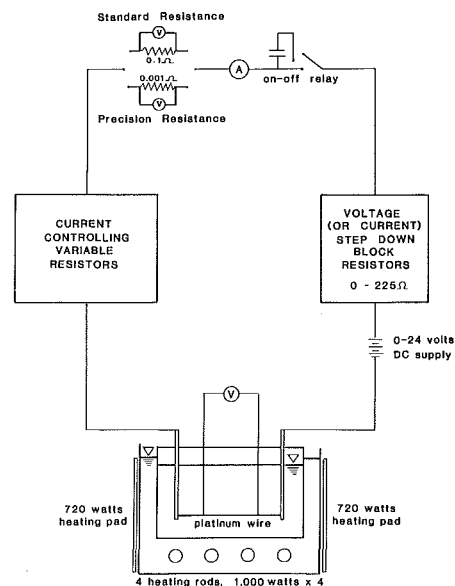 Standard Resistance
V
0.1Ω
0.001Ω
V
Precision Resistance
A
on-off relay
CURRENT
CONTROLLING
VARIABLE
RESISTORS
VOLTAGE
(OR CURRENT)
STEP DOWN
BLOCK
RESISTORS
0 - 225Ω
0-24 volts
DC supply
V
720 watts
heating pad
platinum wire
720 watts
heating pad
4 heating rods, 1,000 watts x 4